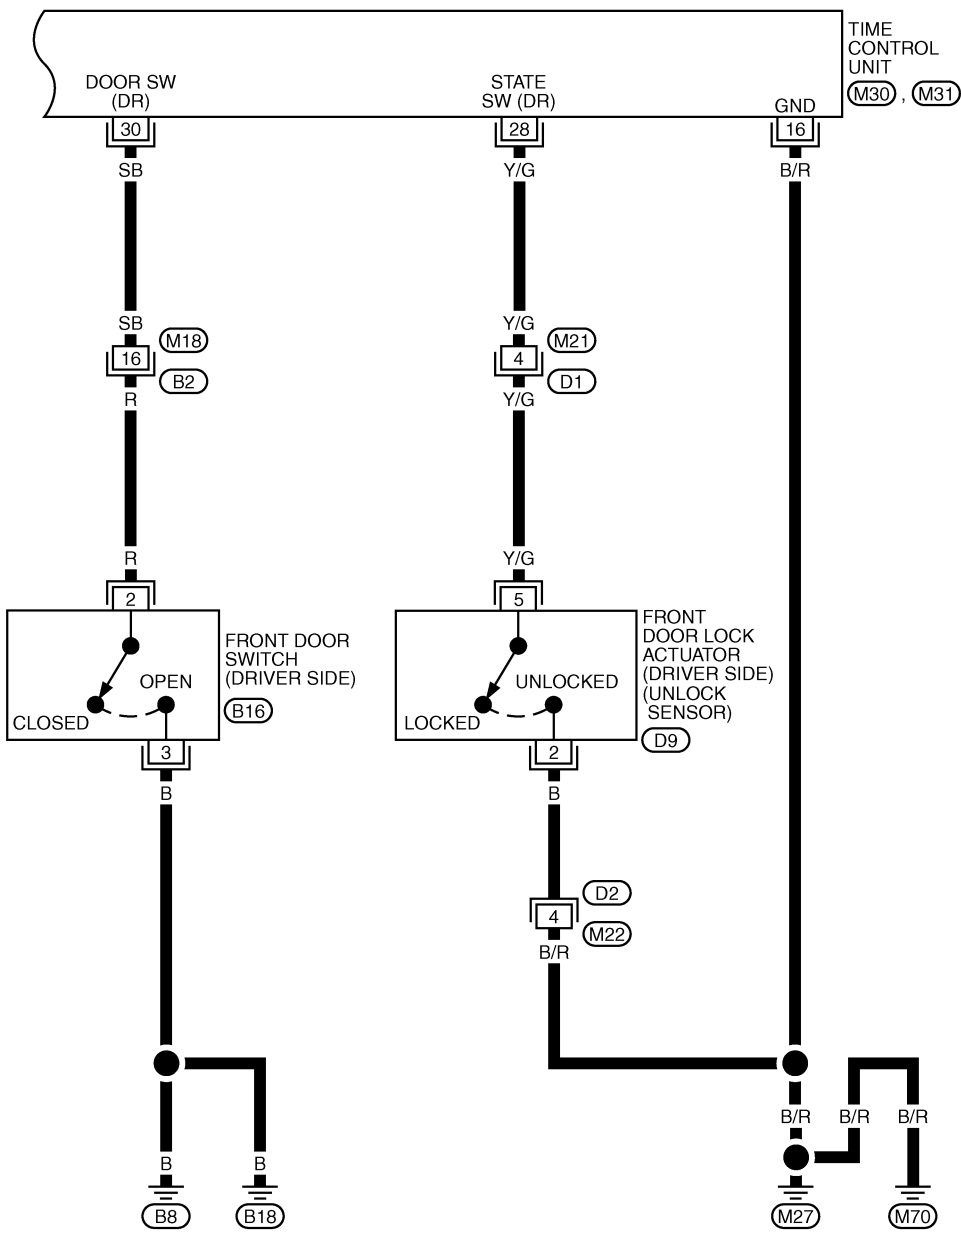 TIME
CONTROL
UNIT
M30 , M31
DOOR SW
(DR)
STATE
SW (DR)
GND
30
28
16
SB
Y/G
B/R
SB
Y/G
M18
M21
16
4
B2
D1
R
Y/G
R
Y/G
2
5
FRONT DOOR
SWITCH
(DRIVER SIDE)
B16
OPEN
CLOSED
FRONT
DOOR LOCK
ACTUATOR
(DRIVER SIDE)
(UNLOCK
SENSOR)
D9
UNLOCKED
LOCKED
3
2
B
B
D2
4
M22
B/R
B/R
B/R
B/R
B
B
B8
B18
M27
M70